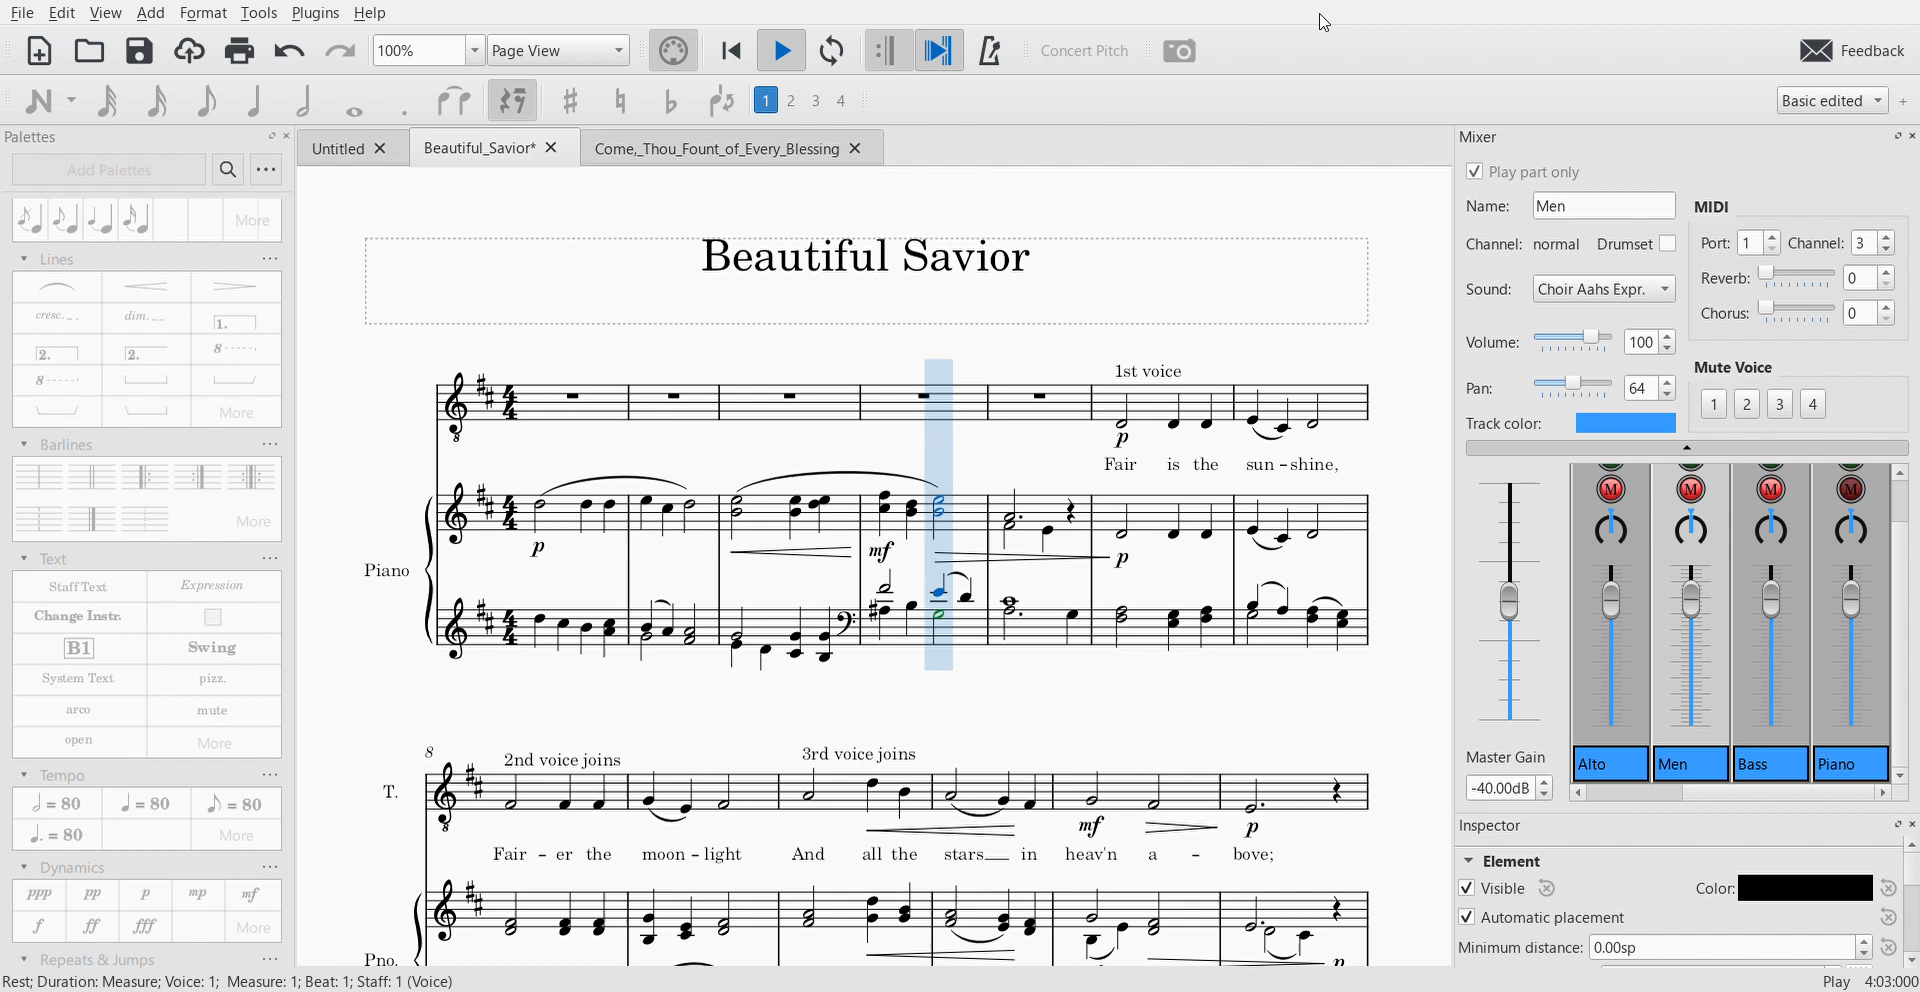 File Edit View Add Format Tools Plugins Help
100% Page View Concert Pitch Feedback
1 2 3 4 Basic edited +
Palettes
Add Palettes
More
Lines
cresc. dim. 1.
2. 2. 8
8
More
Barlines
More
Text
Staff Text Expression
Change Instr.
B1 Swing
System Text pizz.
arco mute
open More
Tempo
= 80 = 80 = 80
. = 80 More
Dynamics
ppp pp p mp mf
f ff fff More
Repeats & Jumps
Untitled Beautiful_Savior* Come,_Thou_Fount_of_Every_Blessing
Beautiful Savior
1st voice
8
p
Fair is the sun - shine,
p mf p
Piano
8
2nd voice joins 3rd voice joins
T.
8
mf p
Fair - er the moon - light And all the stars in heav'n a - bove;
Pno.
p
Mixer
Play part only
Name: Men
Channel: normal Drumset
Sound: Choir Aahs Expr.
Volume: 100
Pan: 64
Track color:
MIDI
Port: 1 Channel: 3
Reverb: 0
Chorus: 0
Mute Voice
1 2 3 4
M M M M
Master Gain
-40.00dB
Alto Men Bass Piano
Inspector
Element
Visible Color:
Automatic placement
Minimum distance: 0.00sp
Rest; Duration: Measure; Voice: 1; Measure: 1; Beat: 1; Staff: 1 (Voice) Play 4:03:000